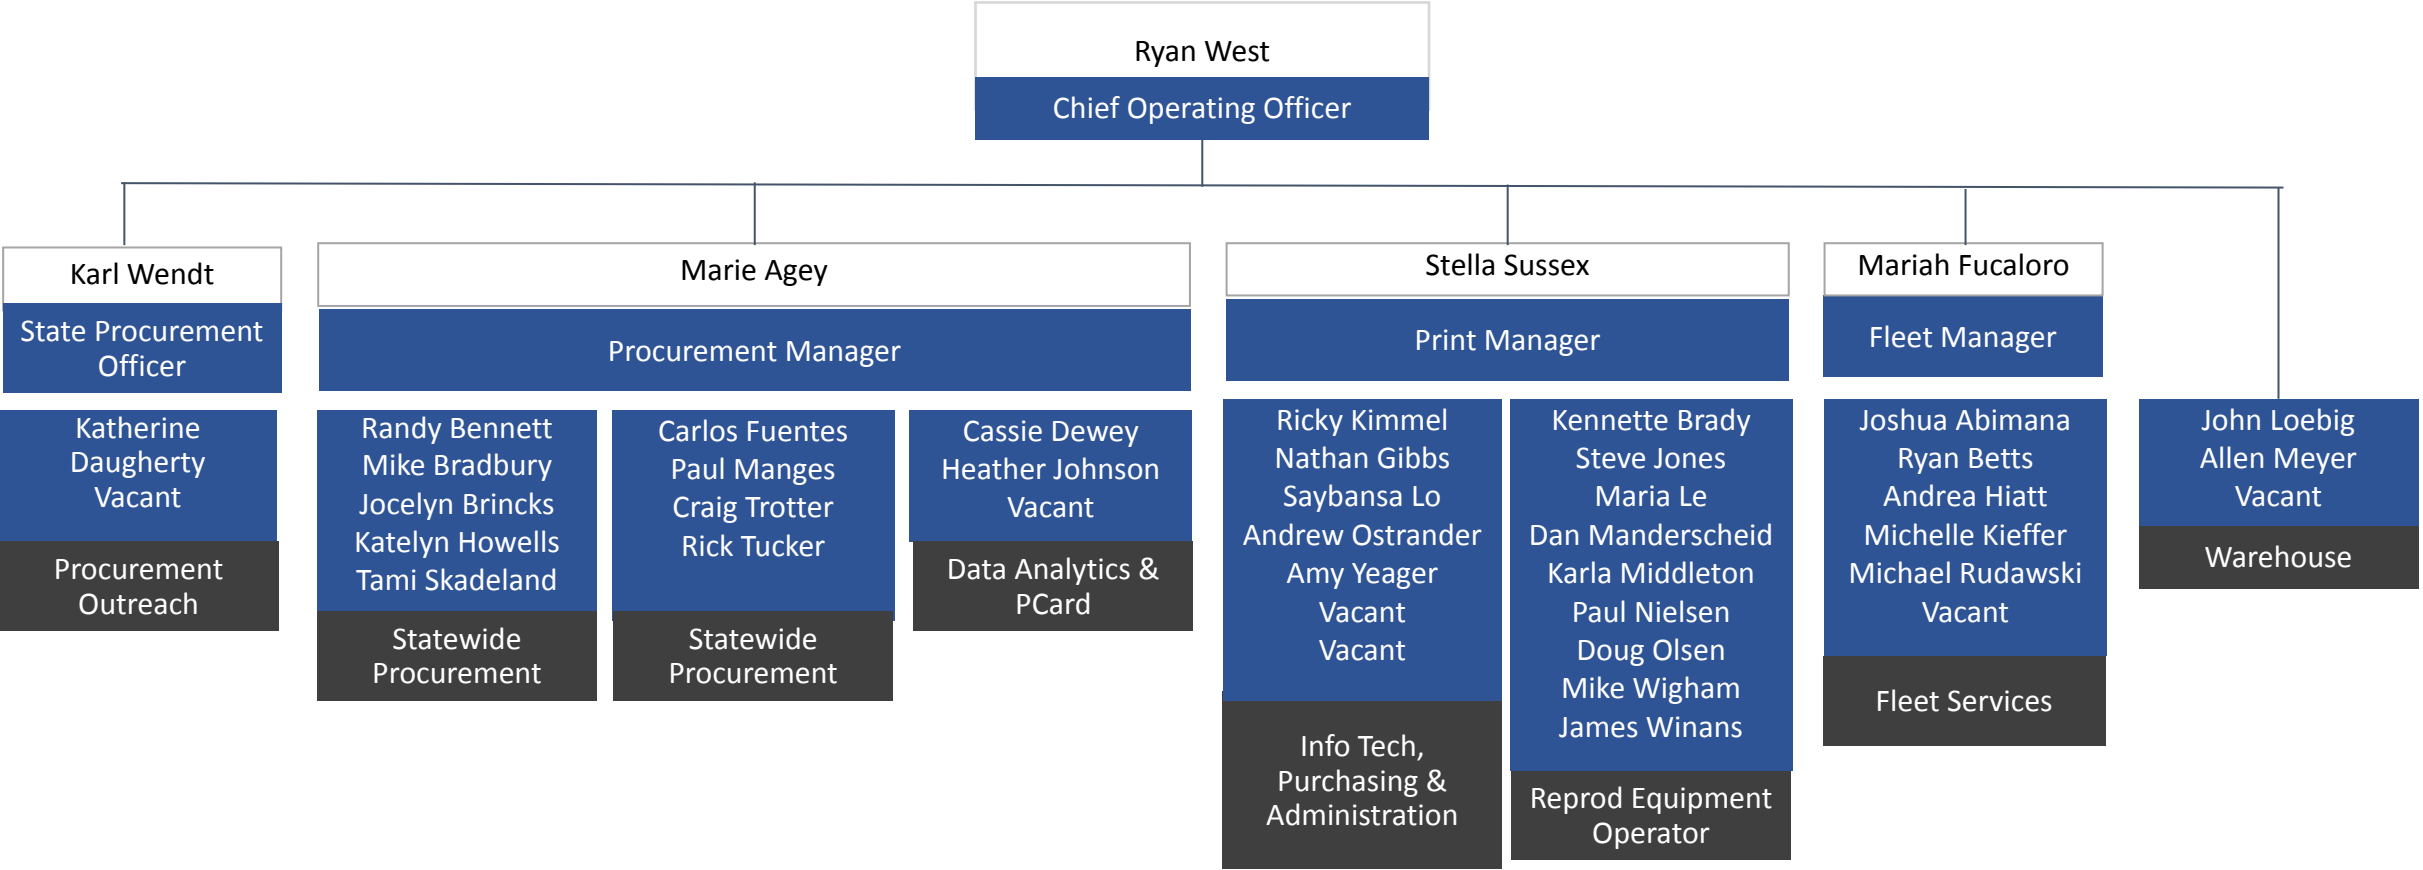 Ryan West
Chief Operating Officer
Karl Wendt
State Procurement
Officer
Katherine
Daugherty
Vacant
Procurement
Outreach
Marie Agey
Procurement Manager
Randy Bennett
Mike Bradbury
Jocelyn Brincks
Katelyn Howells
Tami Skadeland
Statewide
Procurement
Carlos Fuentes
Paul Manges
Craig Trotter
Rick Tucker
Statewide
Procurement
Cassie Dewey
Heather Johnson
Vacant
Data Analytics &
PCard
Stella Sussex
Print Manager
Ricky Kimmel
Nathan Gibbs
Saybansa Lo
Andrew Ostrander
Amy Yeager
Vacant
Vacant
Info Tech,
Purchasing &
Administration
Kennette Brady
Steve Jones
Maria Le
Dan Manderscheid
Karla Middleton
Paul Nielsen
Doug Olsen
Mike Wigham
James Winans
Reprod Equipment
Operator
Mariah Fucaloro
Fleet Manager
Joshua Abimana
Ryan Betts
Andrea Hiatt
Michelle Kieffer
Michael Rudawski
Vacant
Fleet Services
John Loebig
Allen Meyer
Vacant
Warehouse